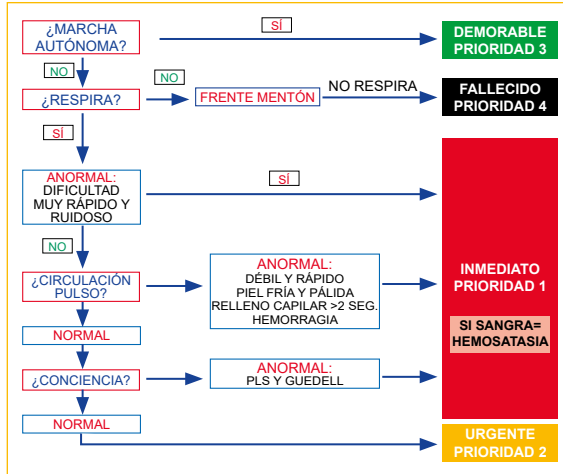 ¿MARCHA
AUTÓNOMA?
SÍ
DEMORABLE
PRIORIDAD 3
NO
¿RESPIRA?
NO
FRENTE MENTÓN
NO RESPIRA
FALLECIDO
PRIORIDAD 4
SÍ
ANORMAL:
DIFICULTAD
MUY RÁPIDO Y
RUIDOSO
SÍ
NO
¿CIRCULACIÓN
PULSO?
ANORMAL:
DÉBIL Y RÁPIDO
PIEL FRÍA Y PÁLIDA
RELLENO CAPILAR >2 SEG.
HEMORRAGIA
INMEDIATO
PRIORIDAD 1
SI SANGRA=
HEMOSATASIA
NORMAL
¿CONCIENCIA?
ANORMAL:
PLS Y GUEDELL
NORMAL
URGENTE
PRIORIDAD 2